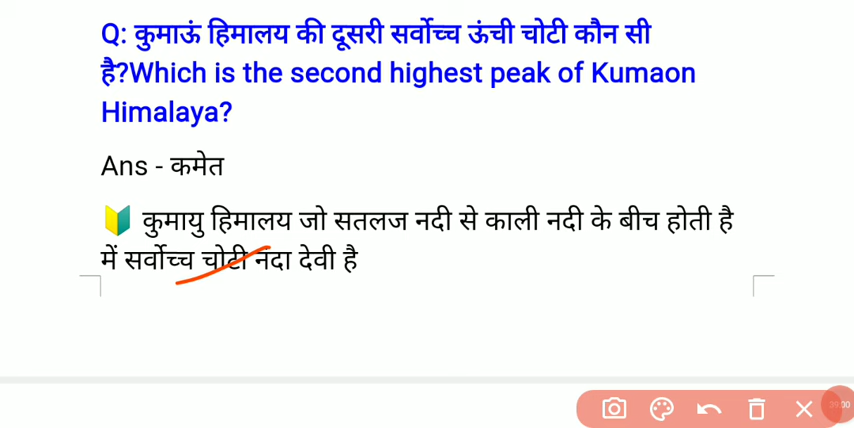 Q: कुमाऊं हिमालय की दूसरी सर्वोच्च ऊंची चोटी कौन सी
है?Which is the second highest peak of Kumaon
Himalaya?
Ans - कमेत
कुमायु हिमालय जो सतलज नदी से काली नदी के बीच होती है
में सर्वोच्च चोटी नंदा देवी है